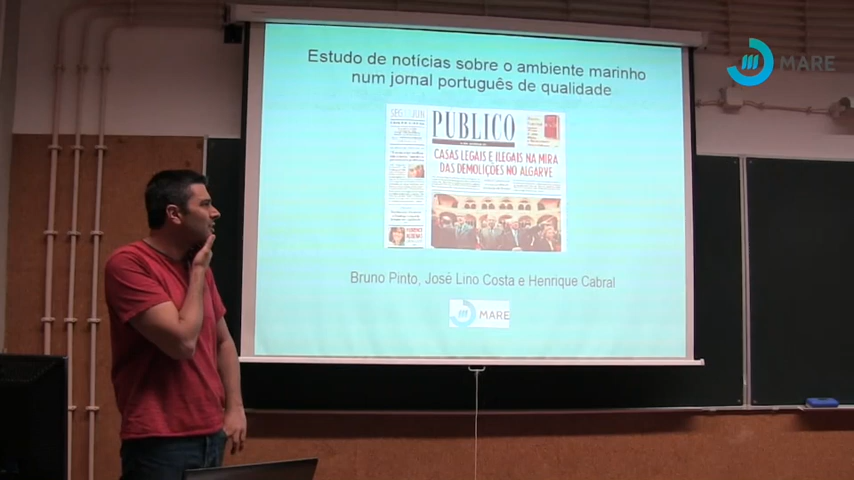 Estudo de notícias sobre o ambiente marinho
num jornal português de qualidade
PUBLICO
CASAS LEGAIS E ILEGAIS NA MIRA
DAS DEMOLIÇÕES NO ALGARVE
Bruno Pinto, José Lino Costa e Henrique Cabral
MARE
MARE